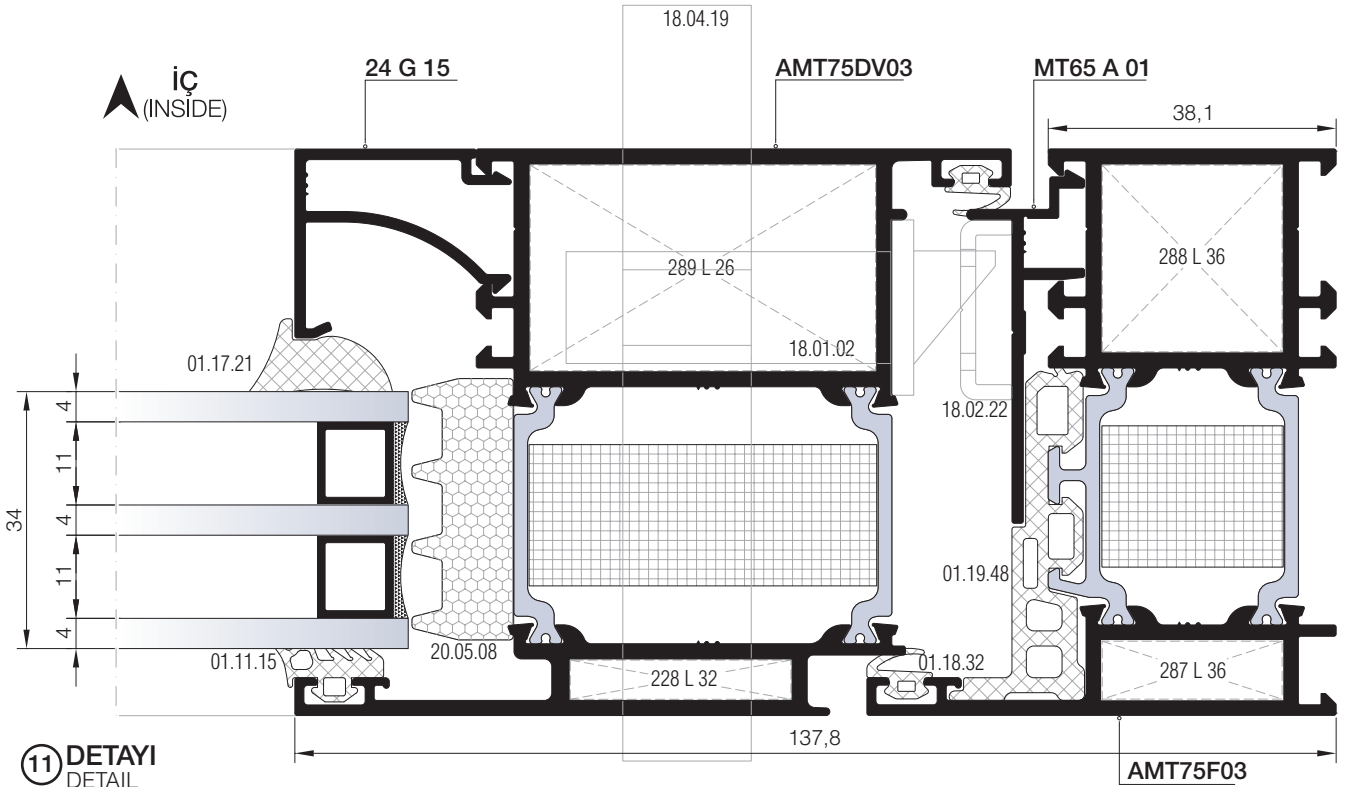 18.04.19
24 G 15
AMT75DV03
MT65 A 01
İÇ
(INSIDE)
38,1
289 L 26
288 L 36
18.01.02
01.17.21
18.02.22
4
11
4
11
4
34
01.19.48
01.11.15
20.05.08
228 L 32
01.18.32
287 L 36
137,8
11 DETAYI
DETAIL
AMT75F03